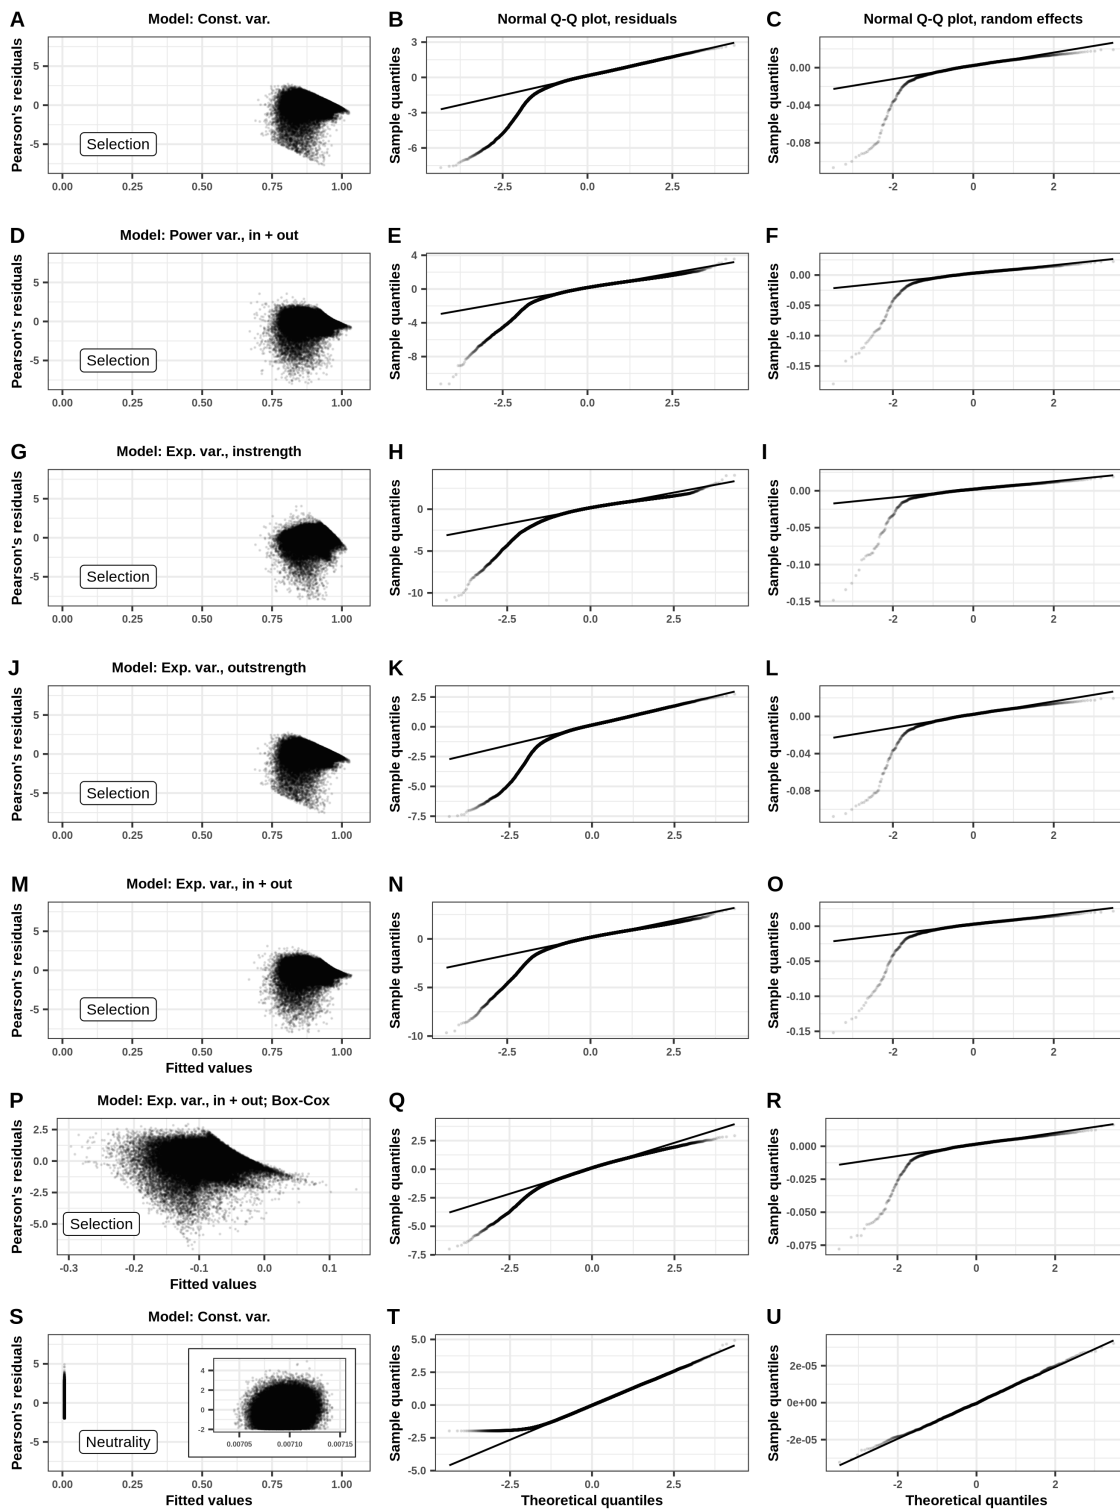 A Model: Const. var. B Normal Q-Q plot, residuals C Normal Q-Q plot, random effects
Pearson's residuals
5
0
-5
Selection
0.00 0.25 0.50 0.75 1.00
Sample quantiles
3
0
-3
-6
-2.5 0.0 2.5
Sample quantiles
0.00
-0.04
-0.08
-2 0 2
D Model: Power var., in + out E F
Pearson's residuals
5
0
-5
Selection
0.00 0.25 0.50 0.75 1.00
Sample quantiles
4
0
-4
-8
-2.5 0.0 2.5
Sample quantiles
0.00
-0.05
-0.10
-0.15
-2 0 2
G Model: Exp. var., instrength H I
Pearson's residuals
5
0
-5
Selection
0.00 0.25 0.50 0.75 1.00
Sample quantiles
0
-5
-10
-2.5 0.0 2.5
Sample quantiles
0.00
-0.05
-0.10
-0.15
-2 0 2
J Model: Exp. var., outstrength K L
Pearson's residuals
5
0
-5
Selection
0.00 0.25 0.50 0.75 1.00
Sample quantiles
2.5
0.0
-2.5
-5.0
-7.5
-2.5 0.0 2.5
Sample quantiles
0.00
-0.04
-0.08
-2 0 2
M Model: Exp. var., in + out N O
Pearson's residuals
5
0
-5
Selection
0.00 0.25 0.50 0.75 1.00
Fitted values
Sample quantiles
0
-5
-10
-2.5 0.0 2.5
Sample quantiles
0.00
-0.05
-0.10
-0.15
-2 0 2
P Model: Exp. var., in + out; Box-Cox Q R
Pearson's residuals
2.5
0.0
-2.5
-5.0
Selection
-0.3 -0.2 -0.1 0.0 0.1
Fitted values
Sample quantiles
2.5
0.0
-2.5
-5.0
-7.5
-2.5 0.0 2.5
Sample quantiles
0.000
-0.025
-0.050
-0.075
-2 0 2
S Model: Const. var. T U
Pearson's residuals
5
0
-5
Neutrality
4
2
0
-2
0.00705 0.00710 0.00715
0.00 0.25 0.50 0.75 1.00
Fitted values
Sample quantiles
5.0
2.5
0.0
-2.5
-5.0
-2.5 0.0 2.5
Theoretical quantiles
Sample quantiles
2e-05
0e+00
-2e-05
-2 0 2
Theoretical quantiles